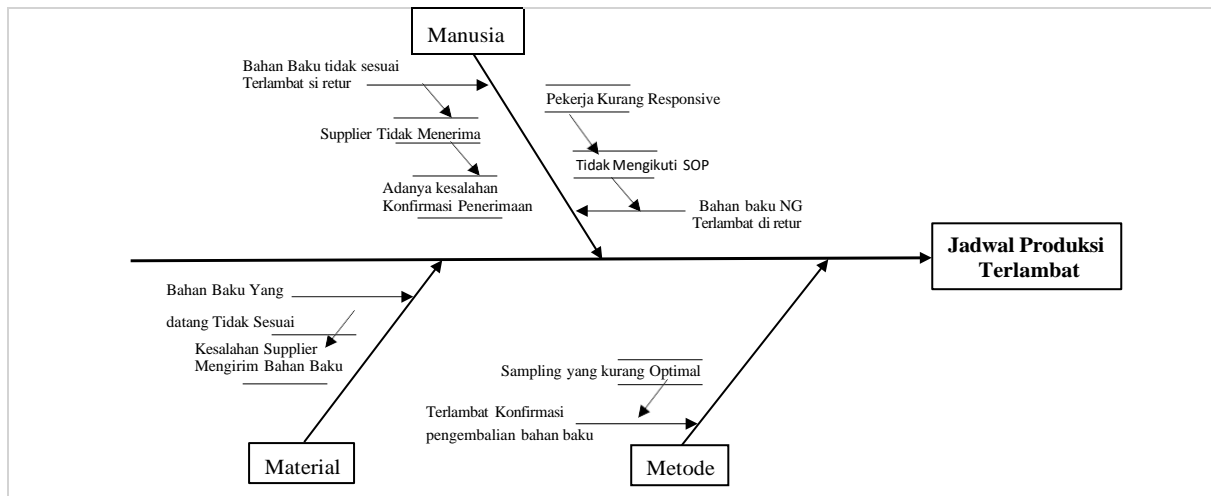 Manusia
Bahan Baku tidak sesuai
Terlambat si retur
Supplier Tidak Menerima
Adanya kesalahan
Konfirmasi Penerimaan
Pekerja Kurang Responsive
Tidak Mengikuti SOP
Bahan baku NG
Terlambat di retur
Jadwal Produksi
Terlambat
Bahan Baku Yang
datang Tidak Sesuai
Kesalahan Supplier
Mengirim Bahan Baku
Material
Sampling yang kurang Optimal
Terlambat Konfirmasi
pengembalian bahan baku
Metode